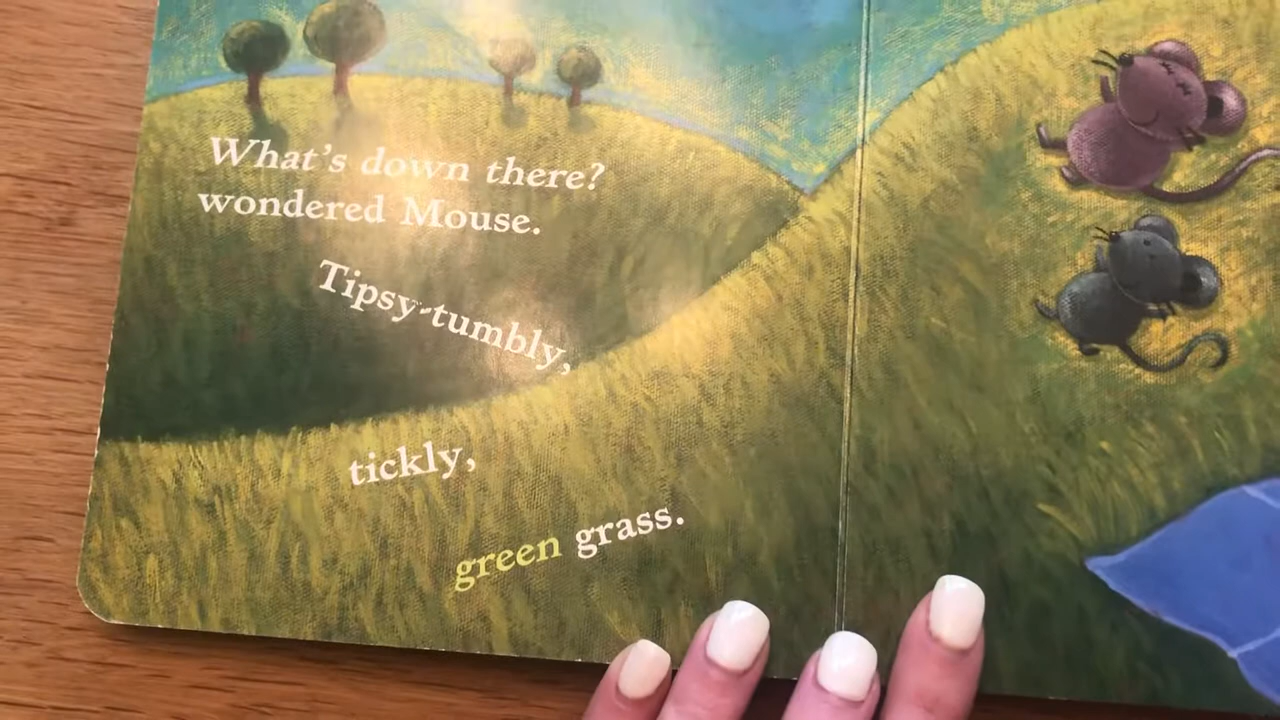 What's down there?
wondered Mouse.
Tipsy-tumbly,
tickly,
green grass.